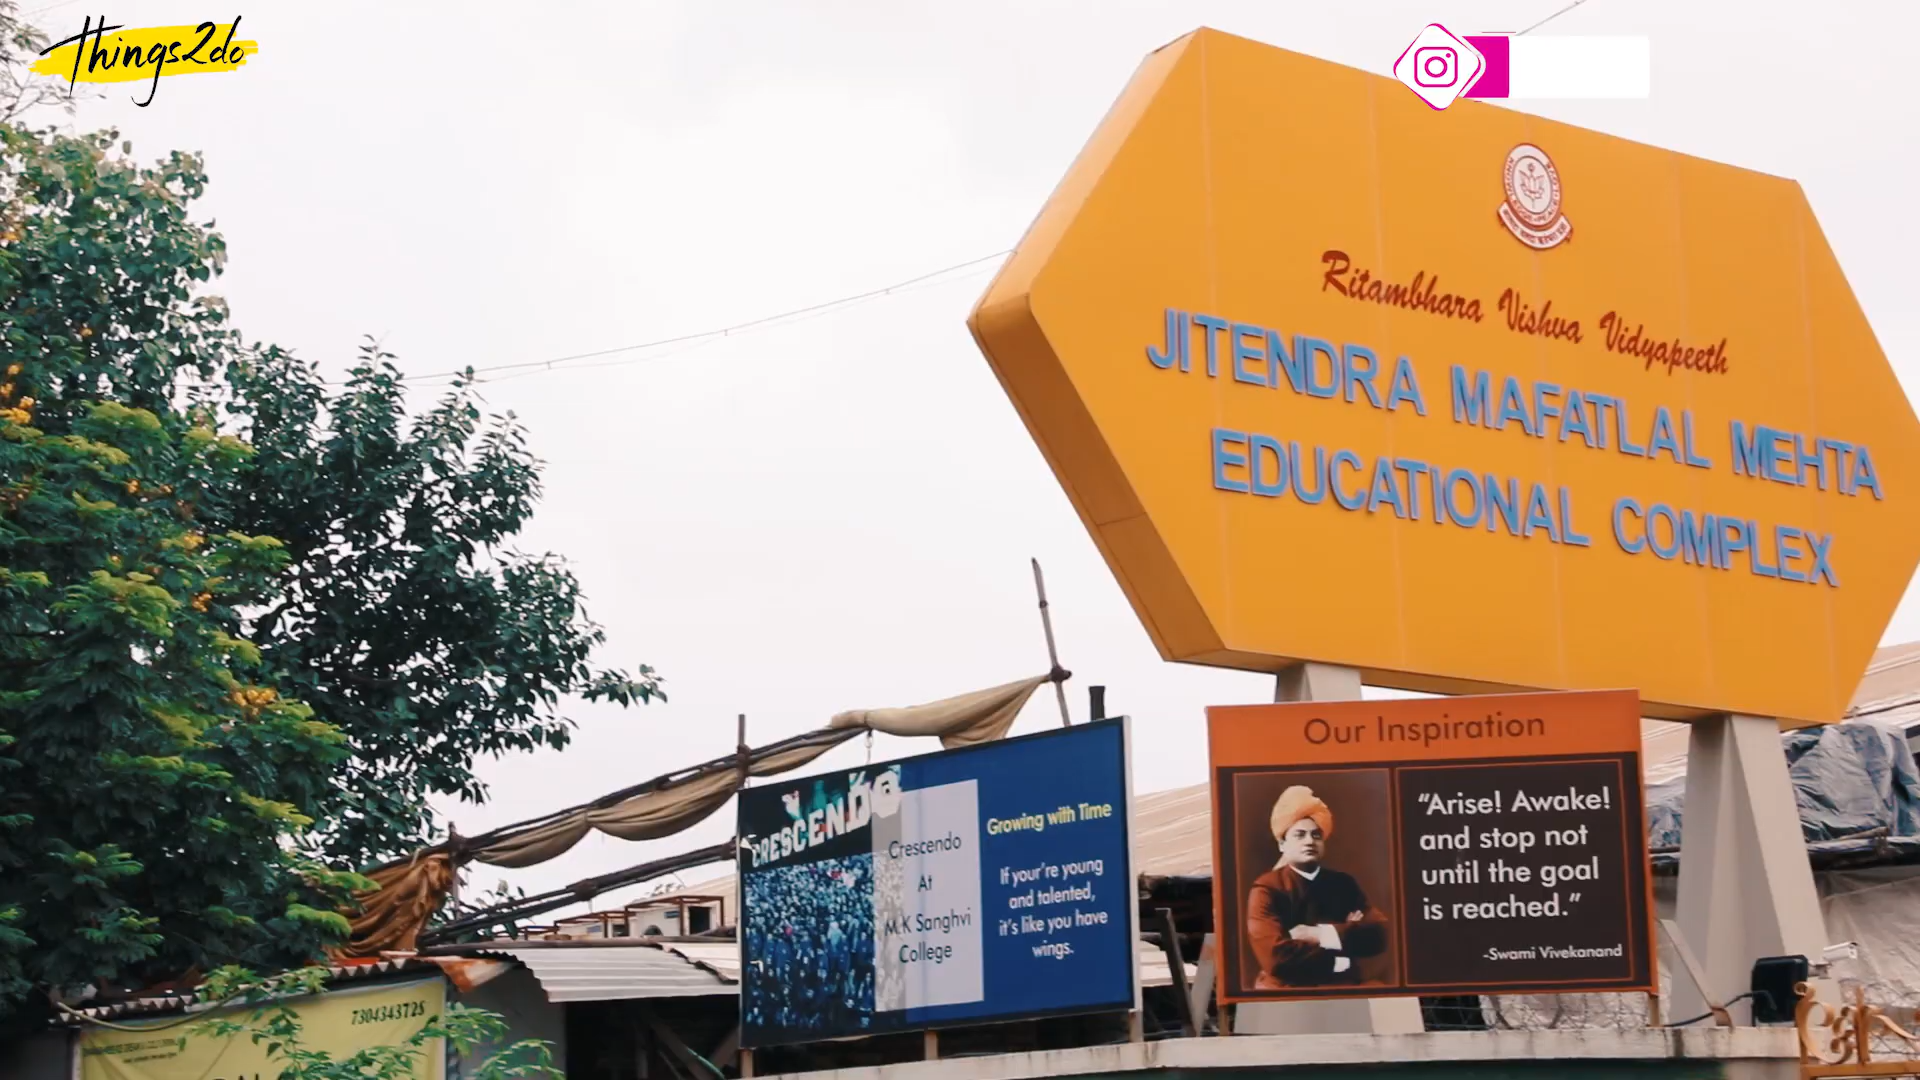 Things2do
Ritambhara Vishva Vidyapeeth
JITENDRA MAFATLAL MEHTA
EDUCATIONAL COMPLEX
Our Inspiration
“Arise! Awake!
and stop not
until the goal
is reached.”
-Swami Vivekanand
CRESCENDO
Crescendo
At
M.K Sanghvi
College
Growing with Time
If your're young
and talented,
it's like you have
wings.
7304343725